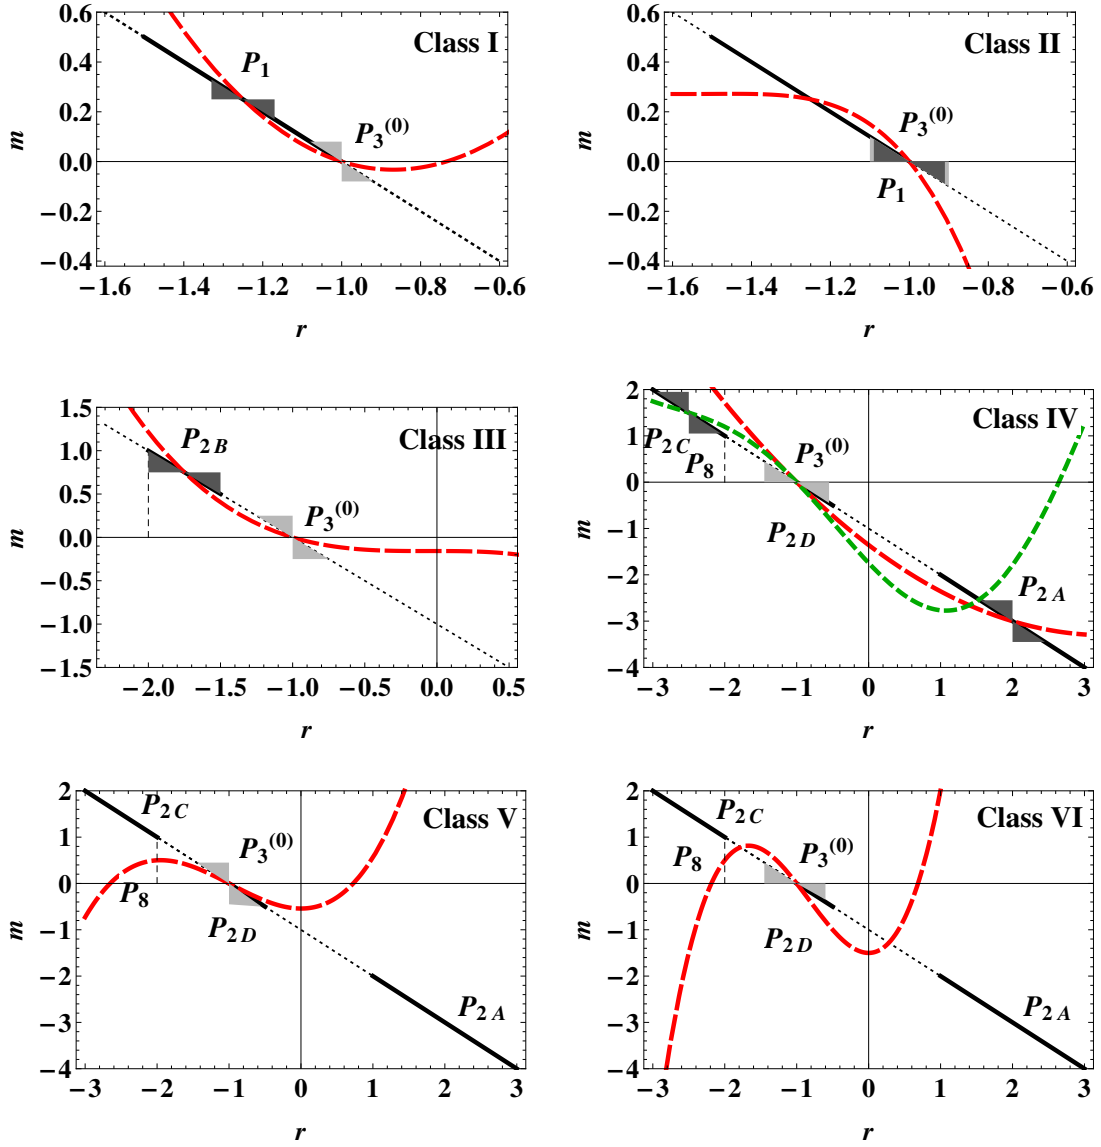 Class I
P1
P3(0)
m
0.6
0.4
0.2
0.0
−0.2
−0.4
−1.6 −1.4 −1.2 −1.0 −0.8 −0.6
r
Class II
P3(0)
P1
m
0.6
0.4
0.2
0.0
−0.2
−0.4
−1.6 −1.4 −1.2 −1.0 −0.8 −0.6
r
Class III
P2B
P3(0)
m
1.5
1.0
0.5
0.0
−0.5
−1.0
−1.5
−2.0 −1.5 −1.0 −0.5 0.0 0.5
r
Class IV
P2C
P8
P3(0)
P2D
P2A
m
2
1
0
−1
−2
−3
−4
−3 −2 −1 0 1 2 3
r
Class V
P2C
P3(0)
P8
P2D
P2A
m
2
1
0
−1
−2
−3
−4
−3 −2 −1 0 1 2 3
r
Class VI
P2C
P8
P3(0)
P2D
P2A
m
2
1
0
−1
−2
−3
−4
−3 −2 −1 0 1 2 3
r